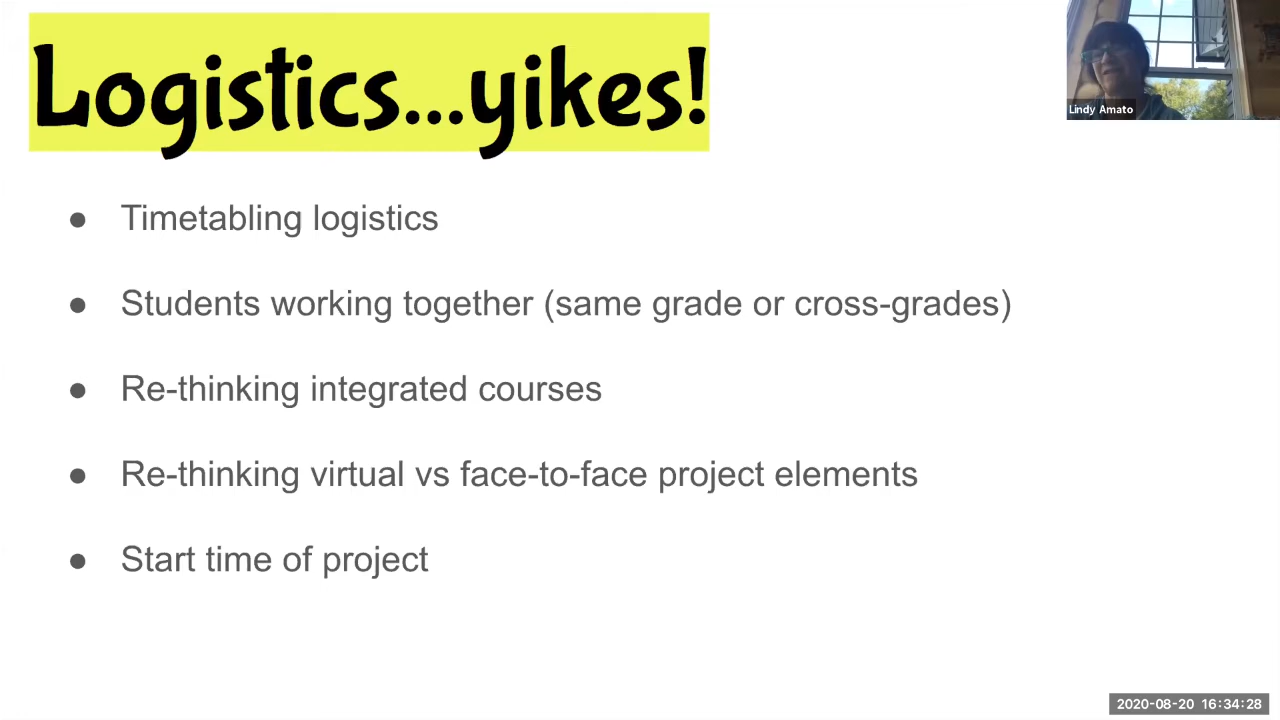 Logistics...yikes!
Lindy Amato
● Timetabling logistics
● Students working together (same grade or cross-grades)
● Re-thinking integrated courses
● Re-thinking virtual vs face-to-face project elements
● Start time of project
2020-08-20 16:34:28